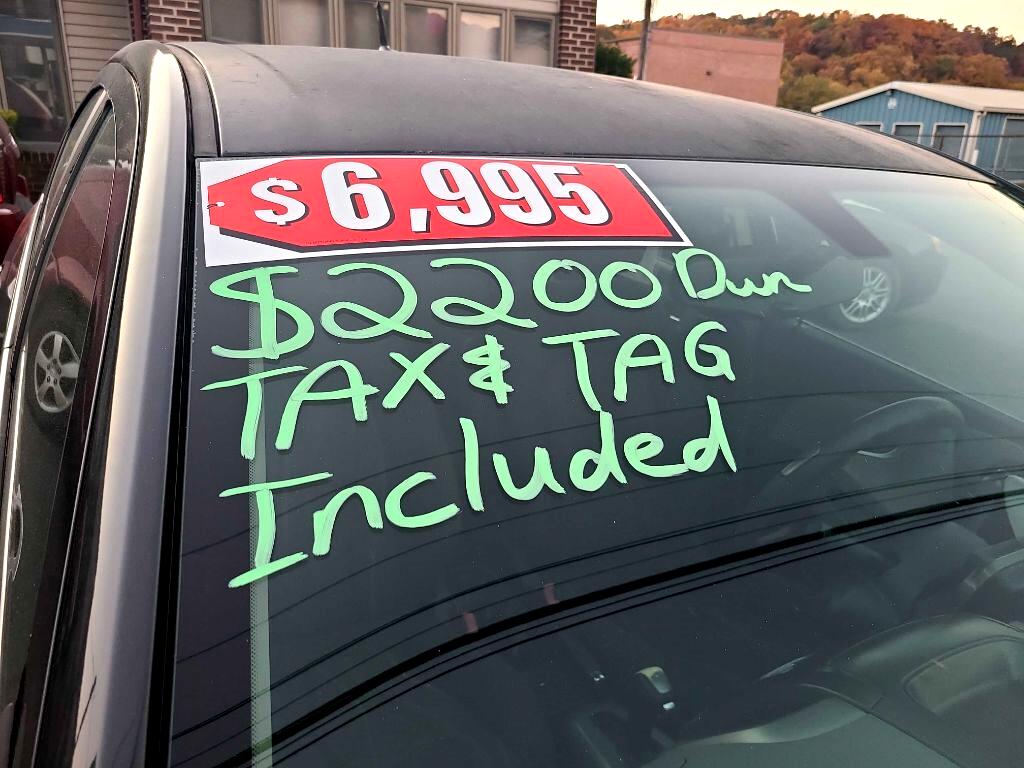 $6,995
$2200 Dwn
TAX & TAG
Included